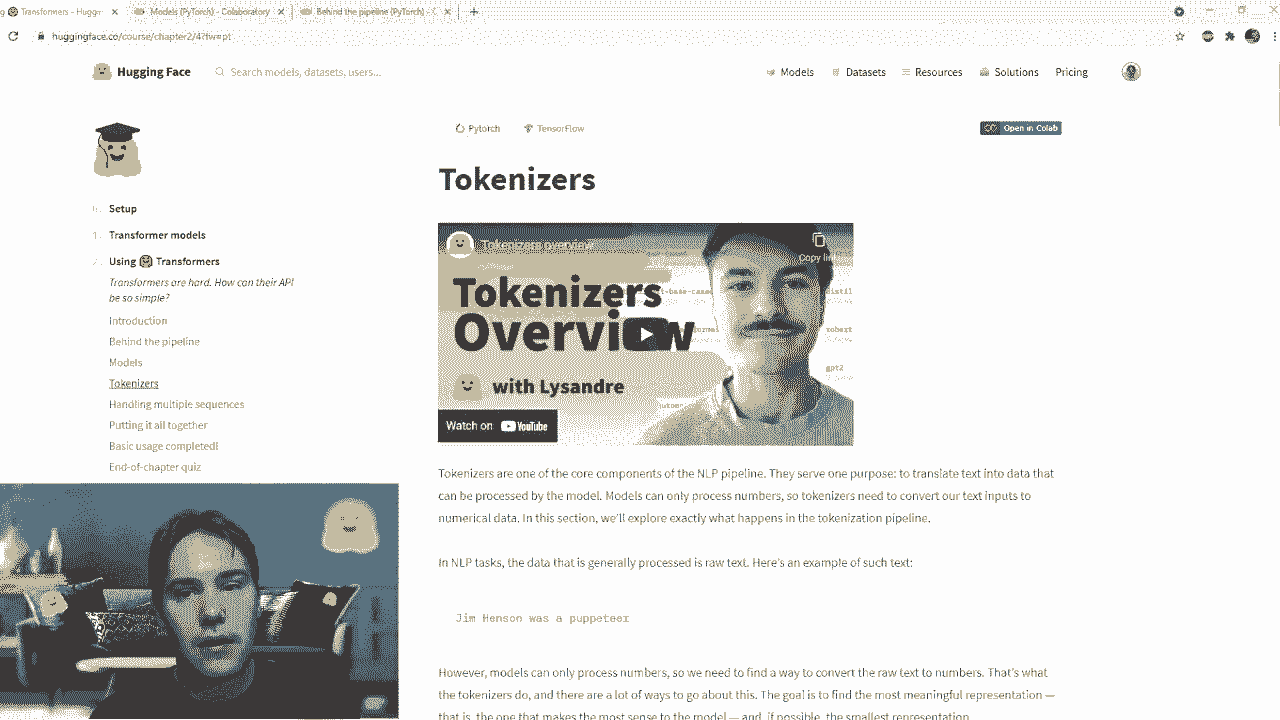 Transformers - Huggi
Models (PyTorch) - Colaboratory
Behind the pipeline (PyTorch) - C
huggingface.co/course/chapter2/4?fw=pt
Hugging Face
Search models, datasets, users...
Models
Datasets
Resources
Solutions
Pricing
Pytorch
TensorFlow
Open in Colab
Tokenizers
Setup
1. Transformer models
Using 🤗 Transformers
Transformers are hard. How can their API
be so simple?
Introduction
Behind the pipeline
Models
Tokenizers
Handling multiple sequences
Putting it all together
Basic usage completed!
End-of-chapter quiz
Tokenizers overview
Copy link
Tokenizers
Overview
with Lysandre
Watch on YouTube
gpt2
Tokenizers are one of the core components of the NLP pipeline. They serve one purpose: to translate text into data that
can be processed by the model. Models can only process numbers, so tokenizers need to convert our text inputs to
numerical data. In this section, we'll explore exactly what happens in the tokenization pipeline.
In NLP tasks, the data that is generally processed is raw text. Here's an example of such text:
Jim Henson was a puppeteer
However, models can only process numbers, so we need to find a way to convert the raw text to numbers. That's what
the tokenizers do, and there are a lot of ways to go about this. The goal is to find the most meaningful representation —
that is, the one that makes the most sense to the model — and, if possible, the smallest representation.